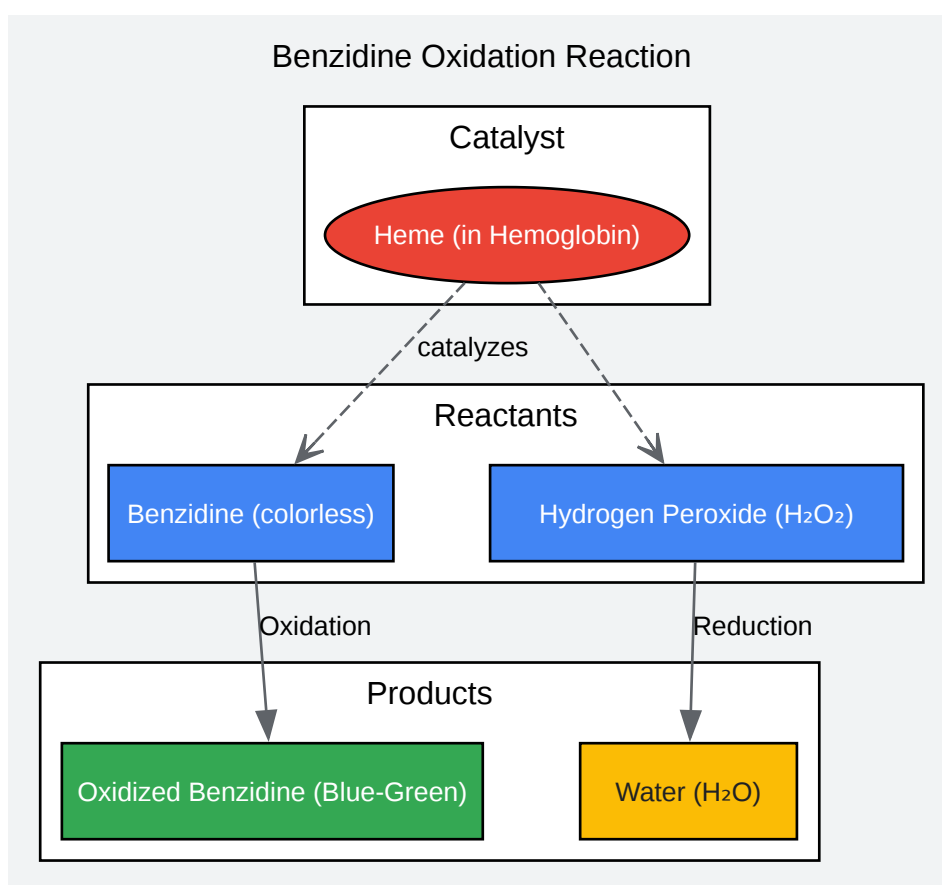 Benzidine Oxidation Reaction
Catalyst
Heme (in Hemoglobin)
catalyzes
Reactants
Benzidine (colorless)
Hydrogen Peroxide (H₂O₂)
Oxidation
Reduction
Products
Oxidized Benzidine (Blue-Green)
Water (H₂O)